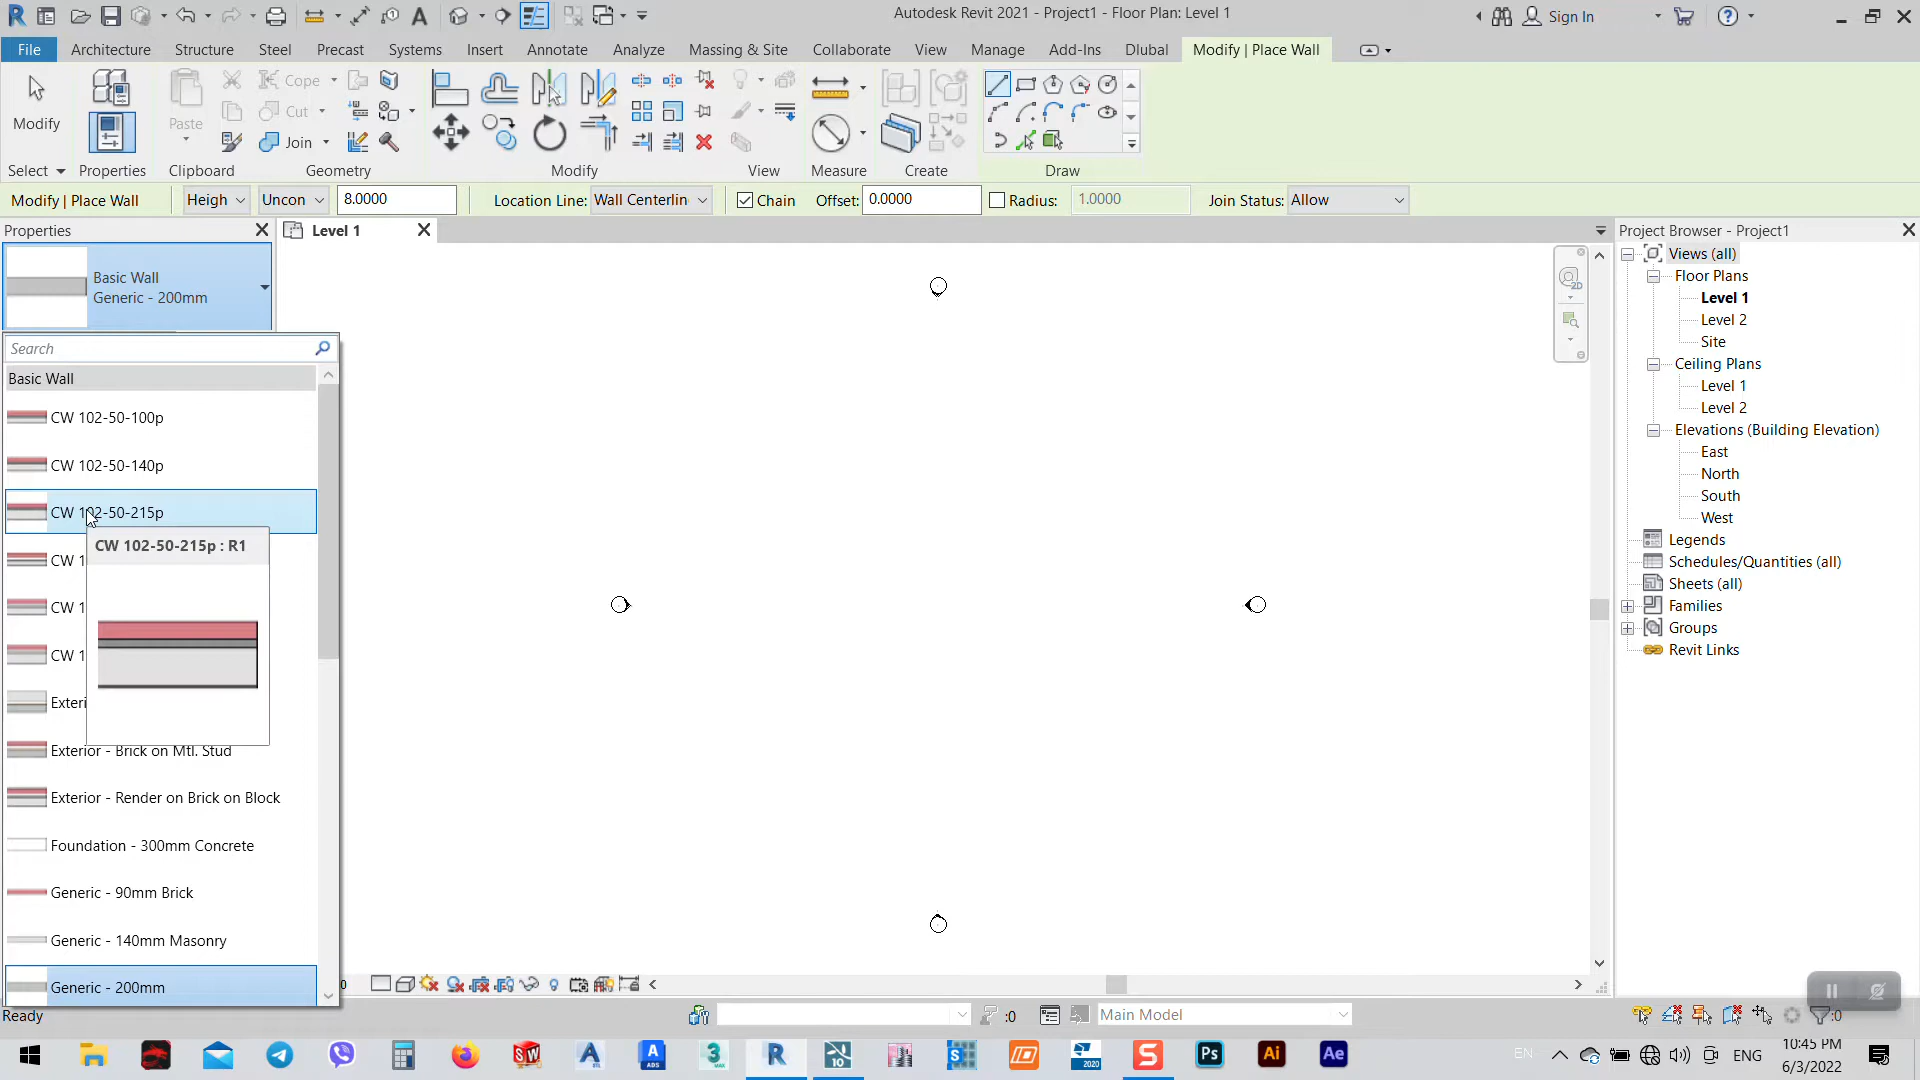 Autodesk Revit 2021 - Project1 - Floor Plan: Level 1
Sign In
File
Architecture
Structure
Steel
Precast
Systems
Insert
Annotate
Analyze
Massing & Site
Collaborate
View
Manage
Add-Ins
Dlubal
Modify | Place Wall
Modify
Paste
Cope
Cut
Join
Select
Properties
Clipboard
Geometry
Modify
View
Measure
Create
Draw
Modify | Place Wall
Heigh
Uncon
8.0000
Location Line:
Wall Centerlin
Chain
Offset:
0.0000
Radius:
1.0000
Join Status:
Allow
Properties
Level 1
Project Browser - Project1
Basic Wall
Generic - 200mm
Search
Basic Wall
CW 102-50-100p
CW 102-50-140p
CW 102-50-215p
CW 102-50-215p : R1
CW 1
CW 1
CW 1
Exteri
Exterior - Brick on Mtl. Stud
Exterior - Render on Brick on Block
Foundation - 300mm Concrete
Generic - 90mm Brick
Generic - 140mm Masonry
Generic - 200mm
2D
Views (all)
Floor Plans
Level 1
Level 2
Site
Ceiling Plans
Level 1
Level 2
Elevations (Building Elevation)
East
North
South
West
Legends
Schedules/Quantities (all)
Sheets (all)
Families
Groups
Revit Links
0
Ready
:0
Main Model
:0
EN
ENG
10:45 PM
6/3/2022